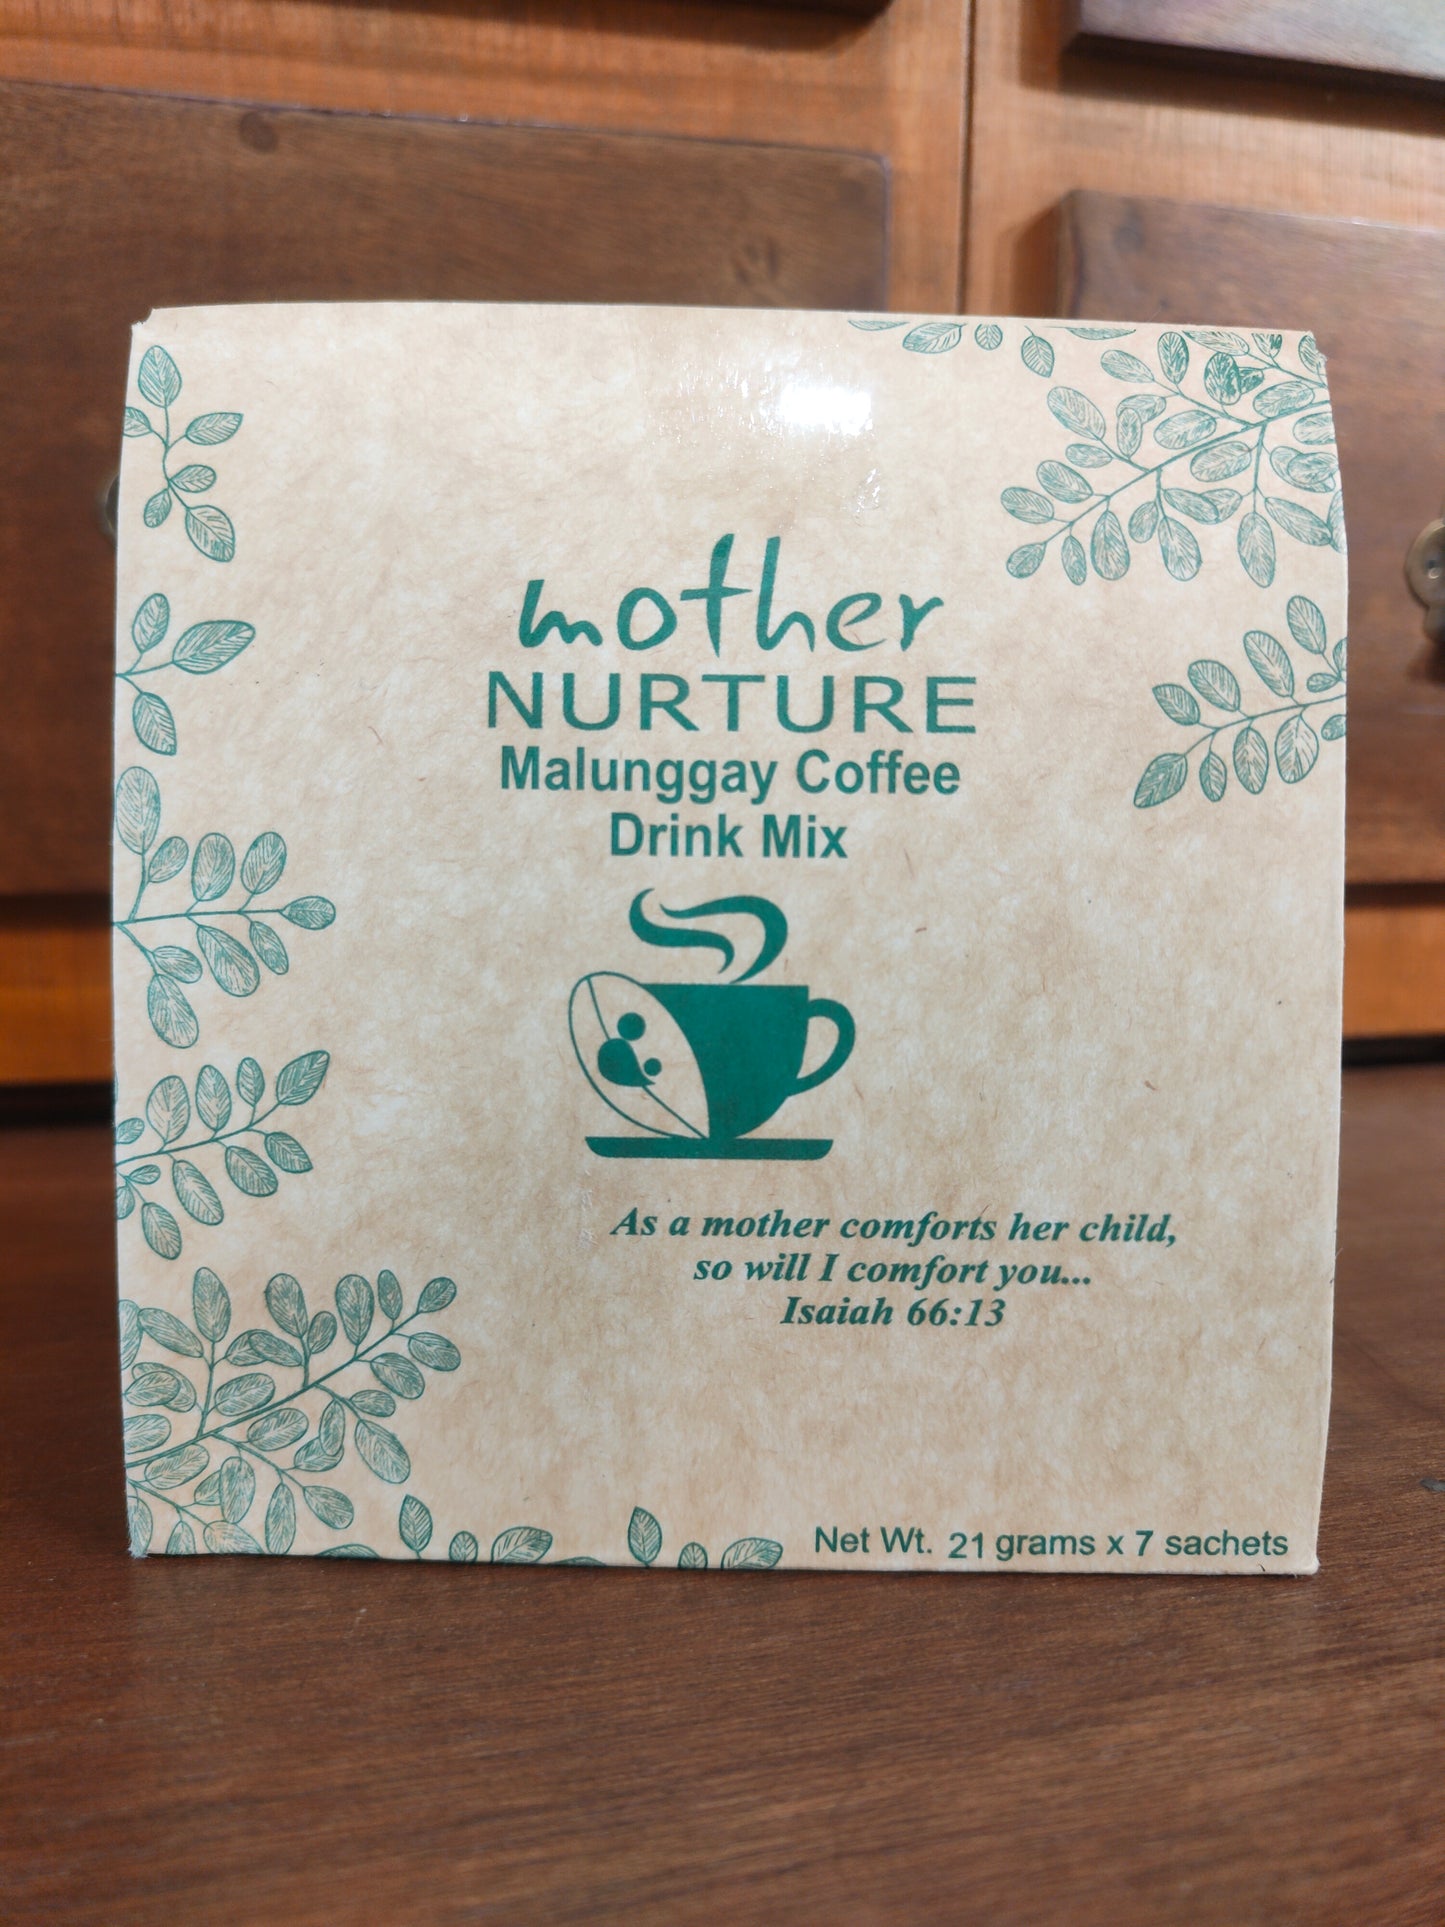 mother
NURTURE
Malunggay Coffee
Drink Mix
As a mother comforts her child,
so will I comfort you...
Isaiah 66:13
Net Wt. 21 grams x 7 sachets